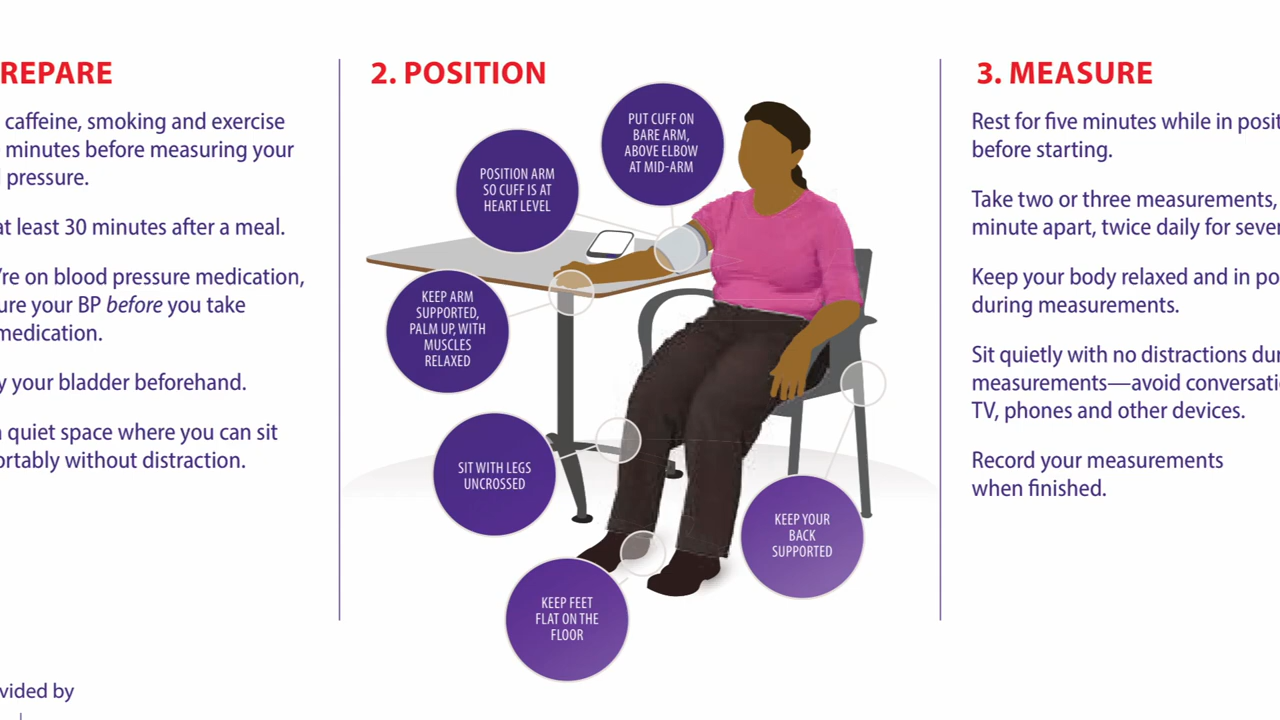 REPARE
caffeine, smoking and exercise
minutes before measuring your
pressure.
at least 30 minutes after a meal.
're on blood pressure medication,
ure your BP before you take
medication.
y your bladder beforehand.
quiet space where you can sit
ortably without distraction.
vided by
2. POSITION
PUT CUFF ON
BARE ARM,
ABOVE ELBOW
AT MID-ARM
POSITION ARM
SO CUFF IS AT
HEART LEVEL
KEEP ARM
SUPPORTED,
PALM UP, WITH
MUSCLES
RELAXED
SIT WITH LEGS
UNCROSSED
KEEP YOUR
BACK
SUPPORTED
KEEP FEET
FLAT ON THE
FLOOR
3. MEASURE
Rest for five minutes while in posit
before starting.
Take two or three measurements,
minute apart, twice daily for sever
Keep your body relaxed and in po
during measurements.
Sit quietly with no distractions dur
measurements—avoid conversati
TV, phones and other devices.
Record your measurements
when finished.